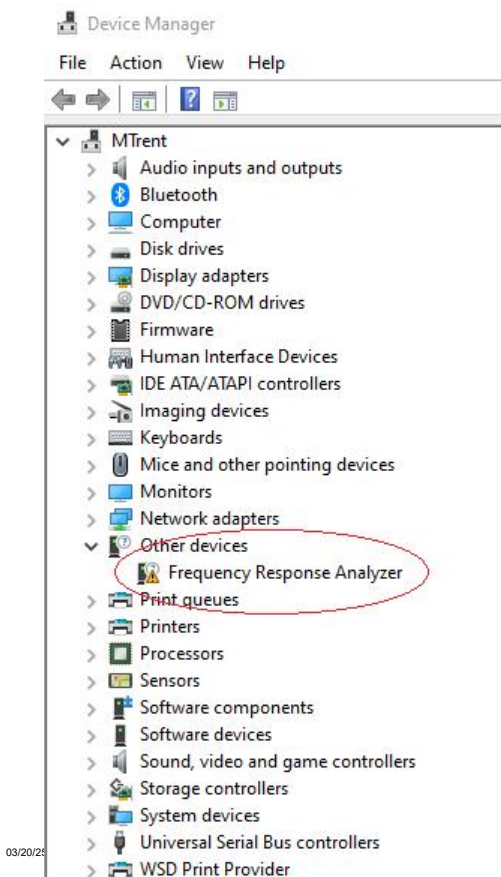 Device Manager
File Action View Help
MTrent
Audio inputs and outputs
Bluetooth
Computer
Disk drives
Display adapters
DVD/CD-ROM drives
Firmware
Human Interface Devices
IDE ATA/ATAPI controllers
Imaging devices
Keyboards
Mice and other pointing devices
Monitors
Network adapters
Other devices
Frequency Response Analyzer
Print queues
Printers
Processors
Sensors
Software components
Software devices
Sound, video and game controllers
Storage controllers
System devices
Universal Serial Bus controllers
03/20/25
WSD Print Provider